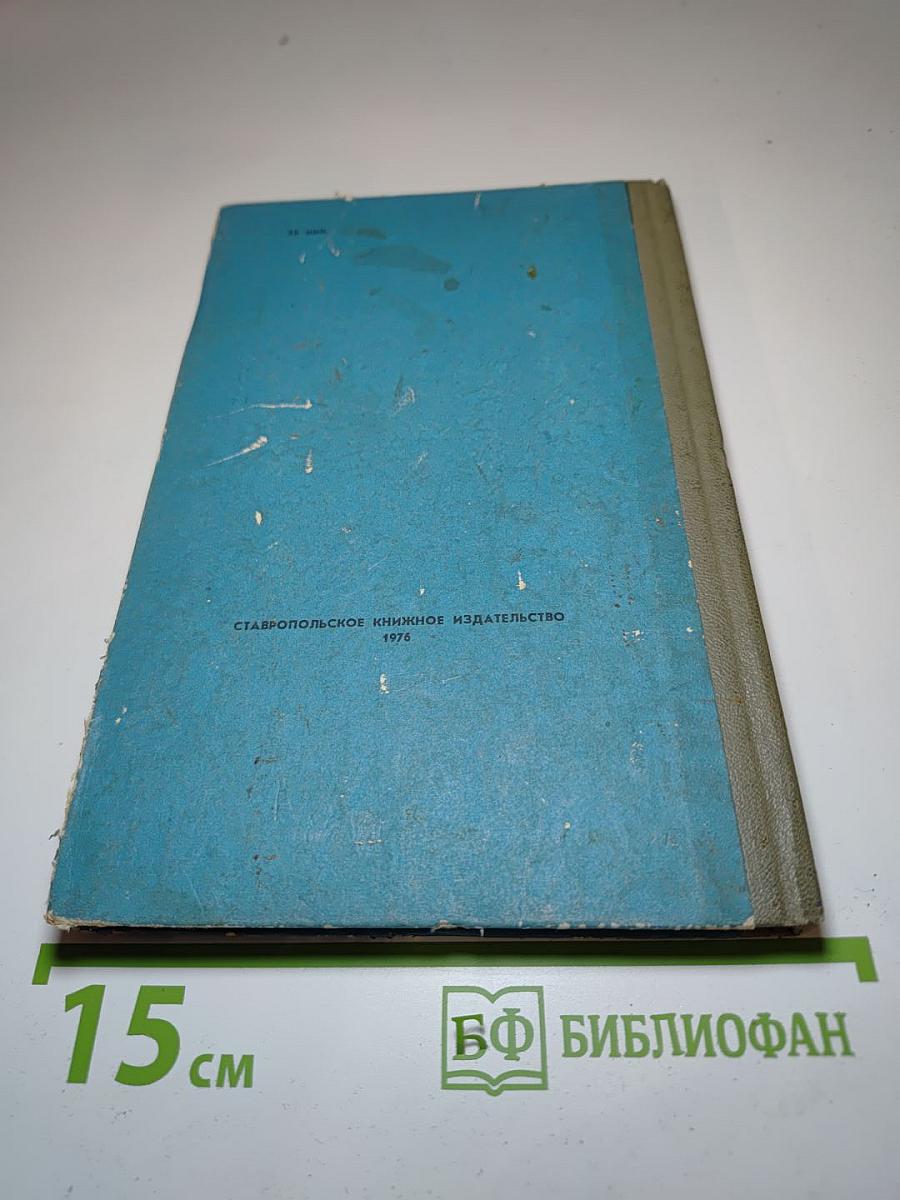 СТАВРОПОЛЬСКОЕ КНИЖНОЕ ИЗДАТЕЛЬСТВО
1976
15 см
БФ БИБЛИОФАН